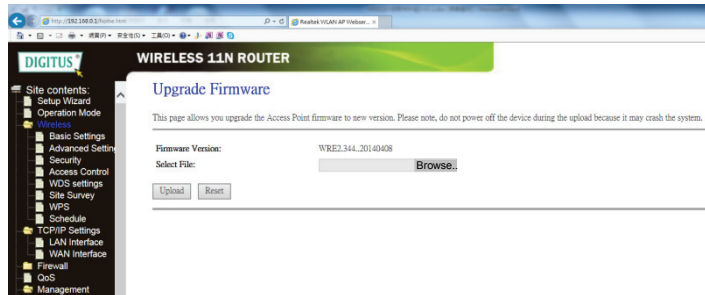 http://192.168.0.1/home.htm
Realtek WLAN AP Webser...
DIGITUS
WIRELESS 11N ROUTER
Site contents:
Setup Wizard
Operation Mode
Wireless
Basic Settings
Advanced Setting
Security
Access Control
WDS settings
Site Survey
WPS
Schedule
TCP/IP Settings
LAN Interface
WAN Interface
Firewall
QoS
Management
Upgrade Firmware
This page allows you upgrade the Access Point firmware to new version. Please note, do not power off the device during the upload because it may crash the system.
Firmware Version: WRE2.344..20140408
Select File: Browse..
Upload Reset